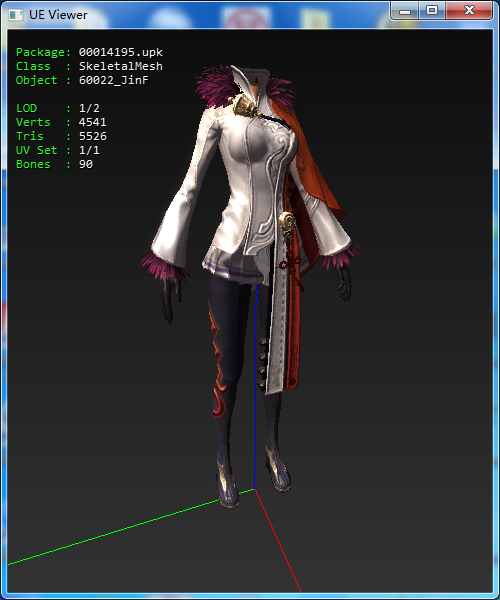 UE Viewer
Package: 00014195.upk
Class : SkeletalMesh
Object : 60022_JinF
LOD : 1/2
Verts : 4541
Tris : 5526
UV Set : 1/1
Bones : 90